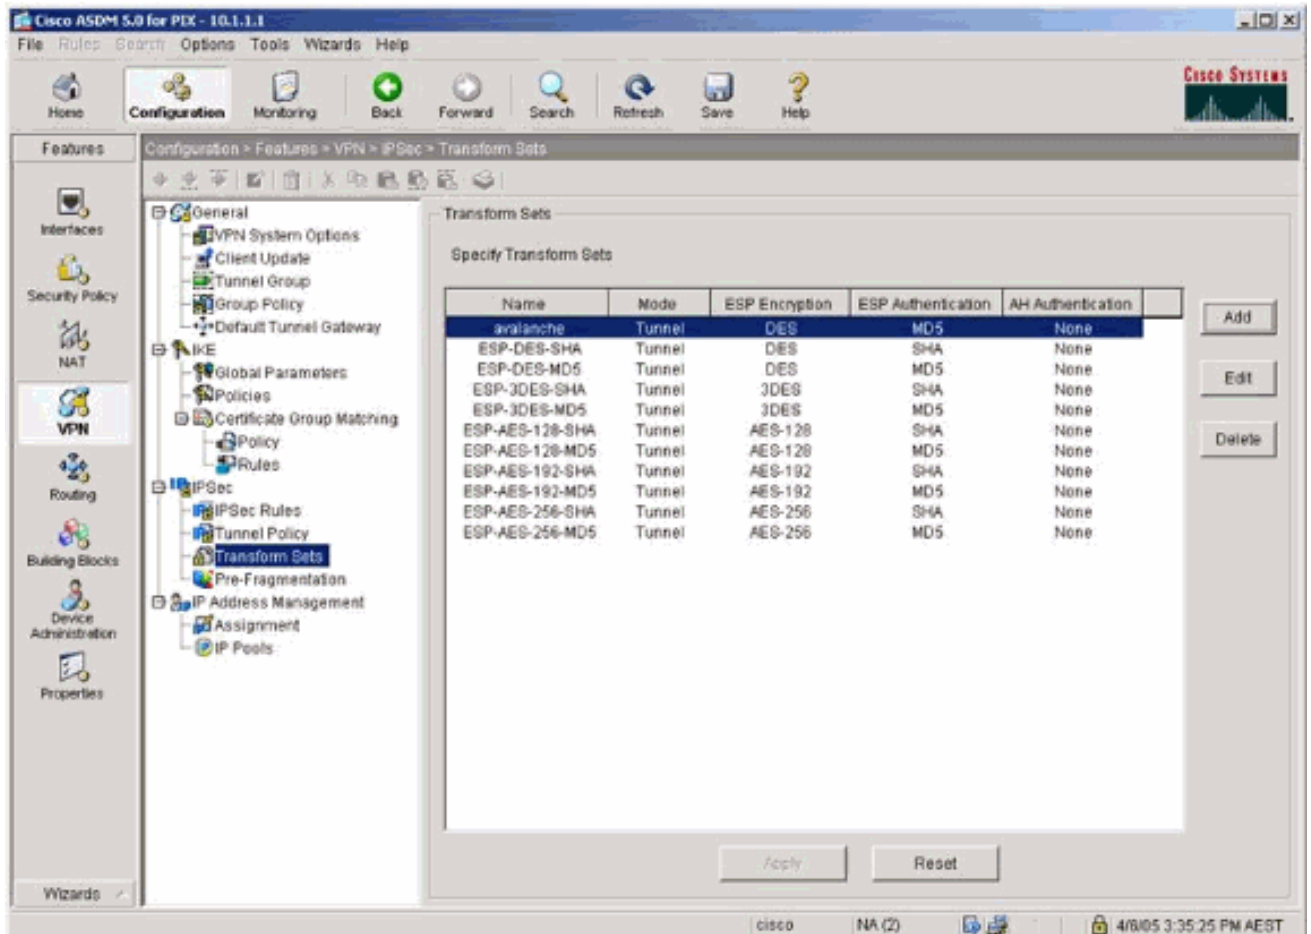 Cisco ASDM 5.0 for PIX - 10.1.1.1
File Rules Search Options Tools Wizards Help
Home Configuration Monitoring Back Forward Search Refresh Save Help
CISCO SYSTEMS
Features
Configuration > Features > VPN > IPSec > Transform Sets
Interfaces
Security Policy
NAT
VPN
Routing
Building Blocks
Device Administration
Properties
Wizards
General
VPN System Options
Client Update
Tunnel Group
Group Policy
Default Tunnel Gateway
IKE
Global Parameters
Policies
Certificate Group Matching
Policy
Rules
IPSec
IPSec Rules
Tunnel Policy
Transform Sets
Pre-Fragmentation
IP Address Management
Assignment
IP Pools
Transform Sets
Specify Transform Sets
Name Mode ESP Encryption ESP Authentication AH Authentication
avalanche Tunnel DES MD5 None
ESP-DES-SHA Tunnel DES SHA None
ESP-DES-MD5 Tunnel DES MD5 None
ESP-3DES-SHA Tunnel 3DES SHA None
ESP-3DES-MD5 Tunnel 3DES MD5 None
ESP-AES-128-SHA Tunnel AES-128 SHA None
ESP-AES-128-MD5 Tunnel AES-128 MD5 None
ESP-AES-192-SHA Tunnel AES-192 SHA None
ESP-AES-192-MD5 Tunnel AES-192 MD5 None
ESP-AES-256-SHA Tunnel AES-256 SHA None
ESP-AES-256-MD5 Tunnel AES-256 MD5 None
Add
Edit
Delete
Apply Reset
cisco NA (2) 4/6/05 3:35:25 PM AEST